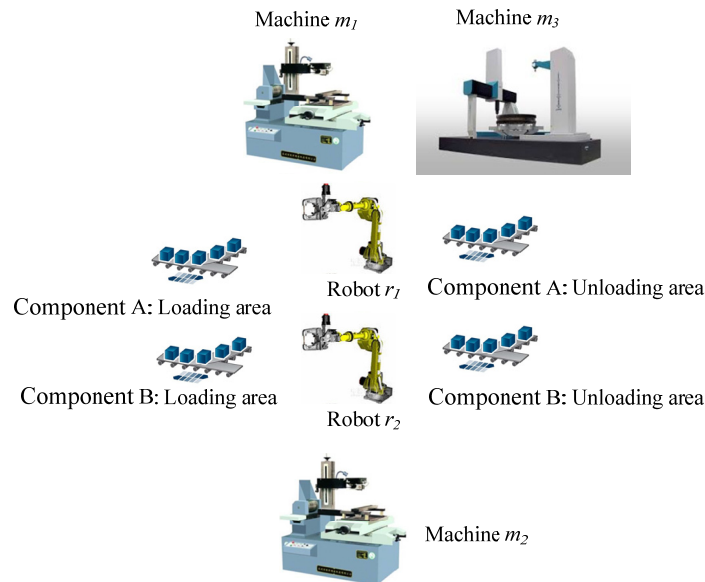 Machine m1
Machine m3
Robot r1
Component A: Loading area
Component A: Unloading area
Robot r2
Component B: Loading area
Component B: Unloading area
Machine m2